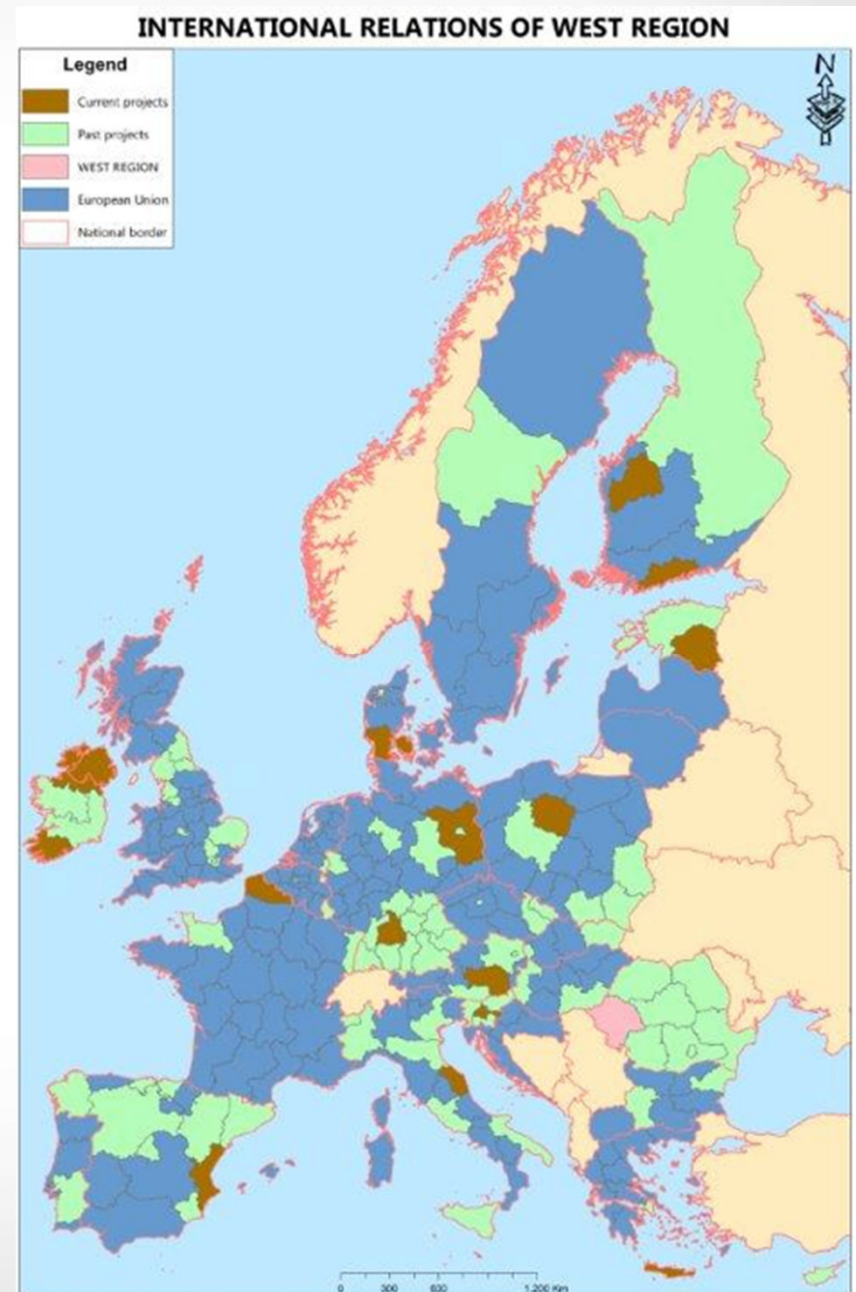 INTERNATIONAL RELATIONS OF WEST REGION
Legend
Current projects
Past projects
WEST REGION
European Union
National border
N
0 300 600 1.200 Km